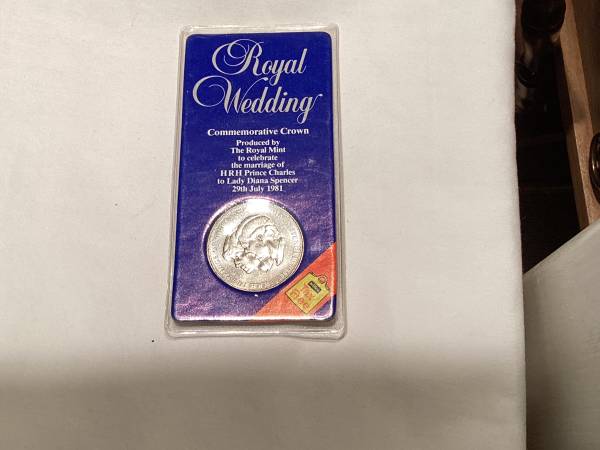 Royal
Wedding
Commemorative Crown
Produced by
The Royal Mint
to celebrate
the marriage of
HRH Prince Charles
to Lady Diana Spencer
29th July 1981